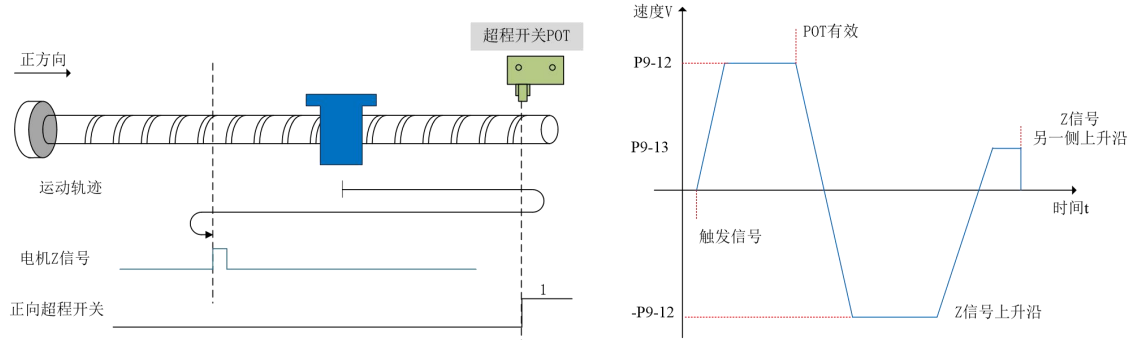 超程开关POT
正方向
运动轨迹
电机Z信号
正向超程开关
1
速度V
POT有效
P9-12
P9-13
Z信号
另一侧上升沿
时间t
触发信号
-P9-12
Z信号上升沿